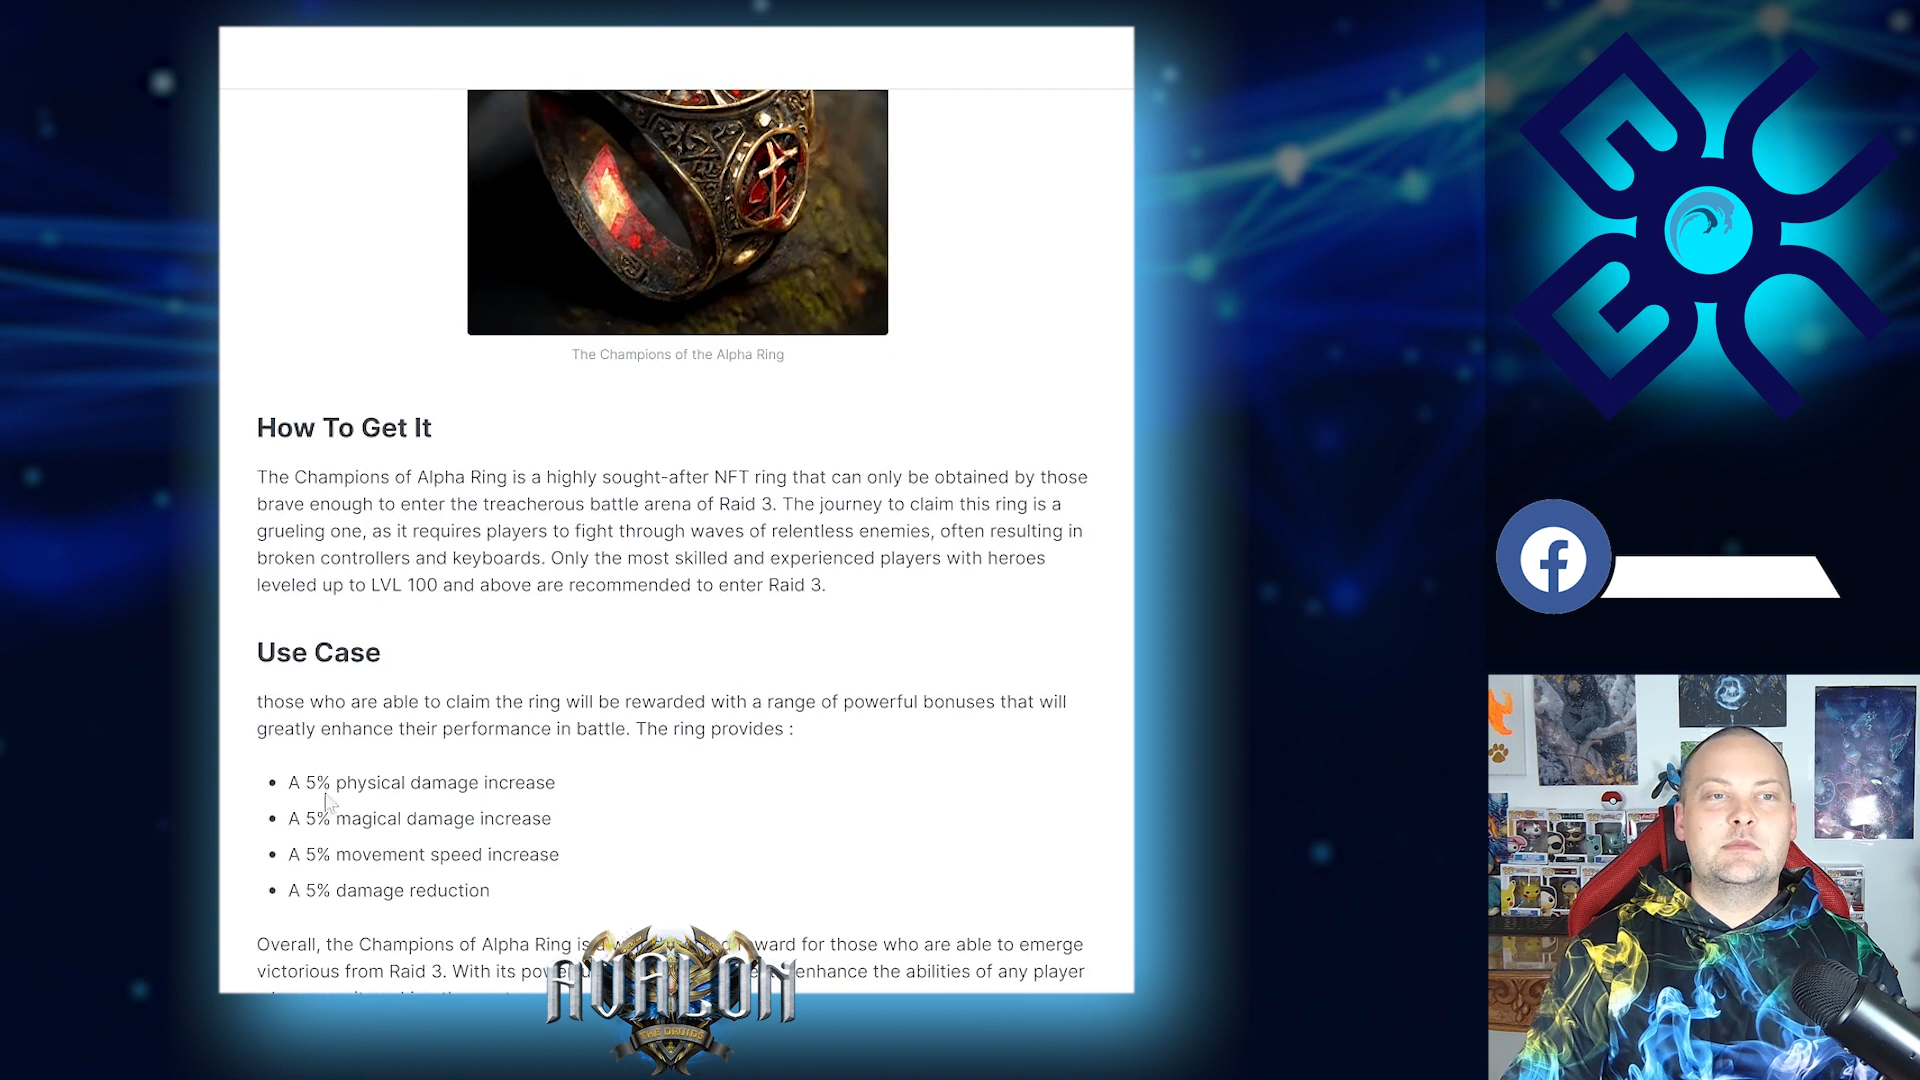 The Champions of the Alpha Ring
How To Get It
The Champions of Alpha Ring is a highly sought-after NFT ring that can only be obtained by those
brave enough to enter the treacherous battle arena of Raid 3. The journey to claim this ring is a
grueling one, as it requires players to fight through waves of relentless enemies, often resulting in
broken controllers and keyboards. Only the most skilled and experienced players with heroes
leveled up to LVL 100 and above are recommended to enter Raid 3.
Use Case
those who are able to claim the ring will be rewarded with a range of powerful bonuses that will
greatly enhance their performance in battle. The ring provides :
A 5% physical damage increase
A 5% magical damage increase
A 5% movement speed increase
A 5% damage reduction
Overall, the Champions of Alpha Ring is a for those who are able to emerge
victorious from Raid 3. With its enhance the abilities of any player
AVALON
THE DRUIDS